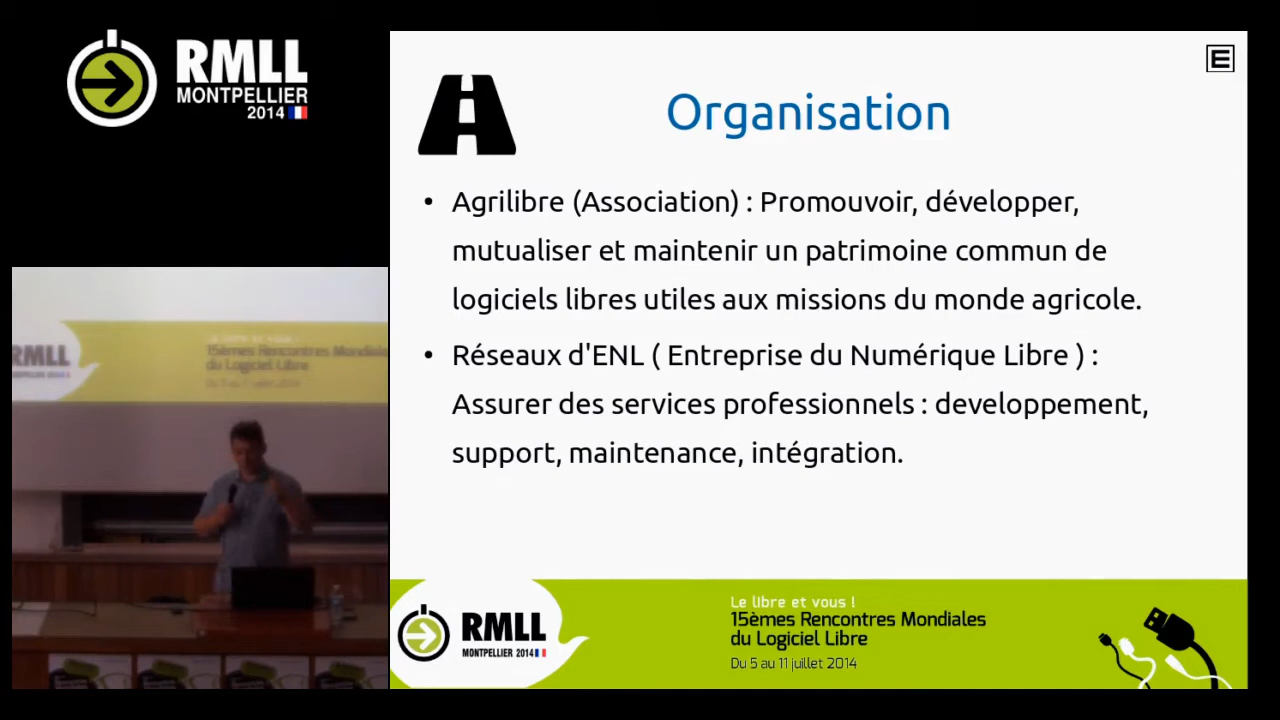 RMLL
MONTPELLIER
2014
E
Organisation
• Agrilibre (Association) : Promouvoir, développer,
mutualiser et maintenir un patrimoine commun de
logiciels libres utiles aux missions du monde agricole.
• Réseaux d'ENL ( Entreprise du Numérique Libre ) :
Assurer des services professionnels : developpement,
support, maintenance, intégration.
RMLL
15èmes Rencontres Mondiales
du Logiciel Libre
Du 5 au 11 juillet 2014
RMLL
MONTPELLIER 2014
Le libre et vous !
15èmes Rencontres Mondiales
du Logiciel Libre
Du 5 au 11 juillet 2014